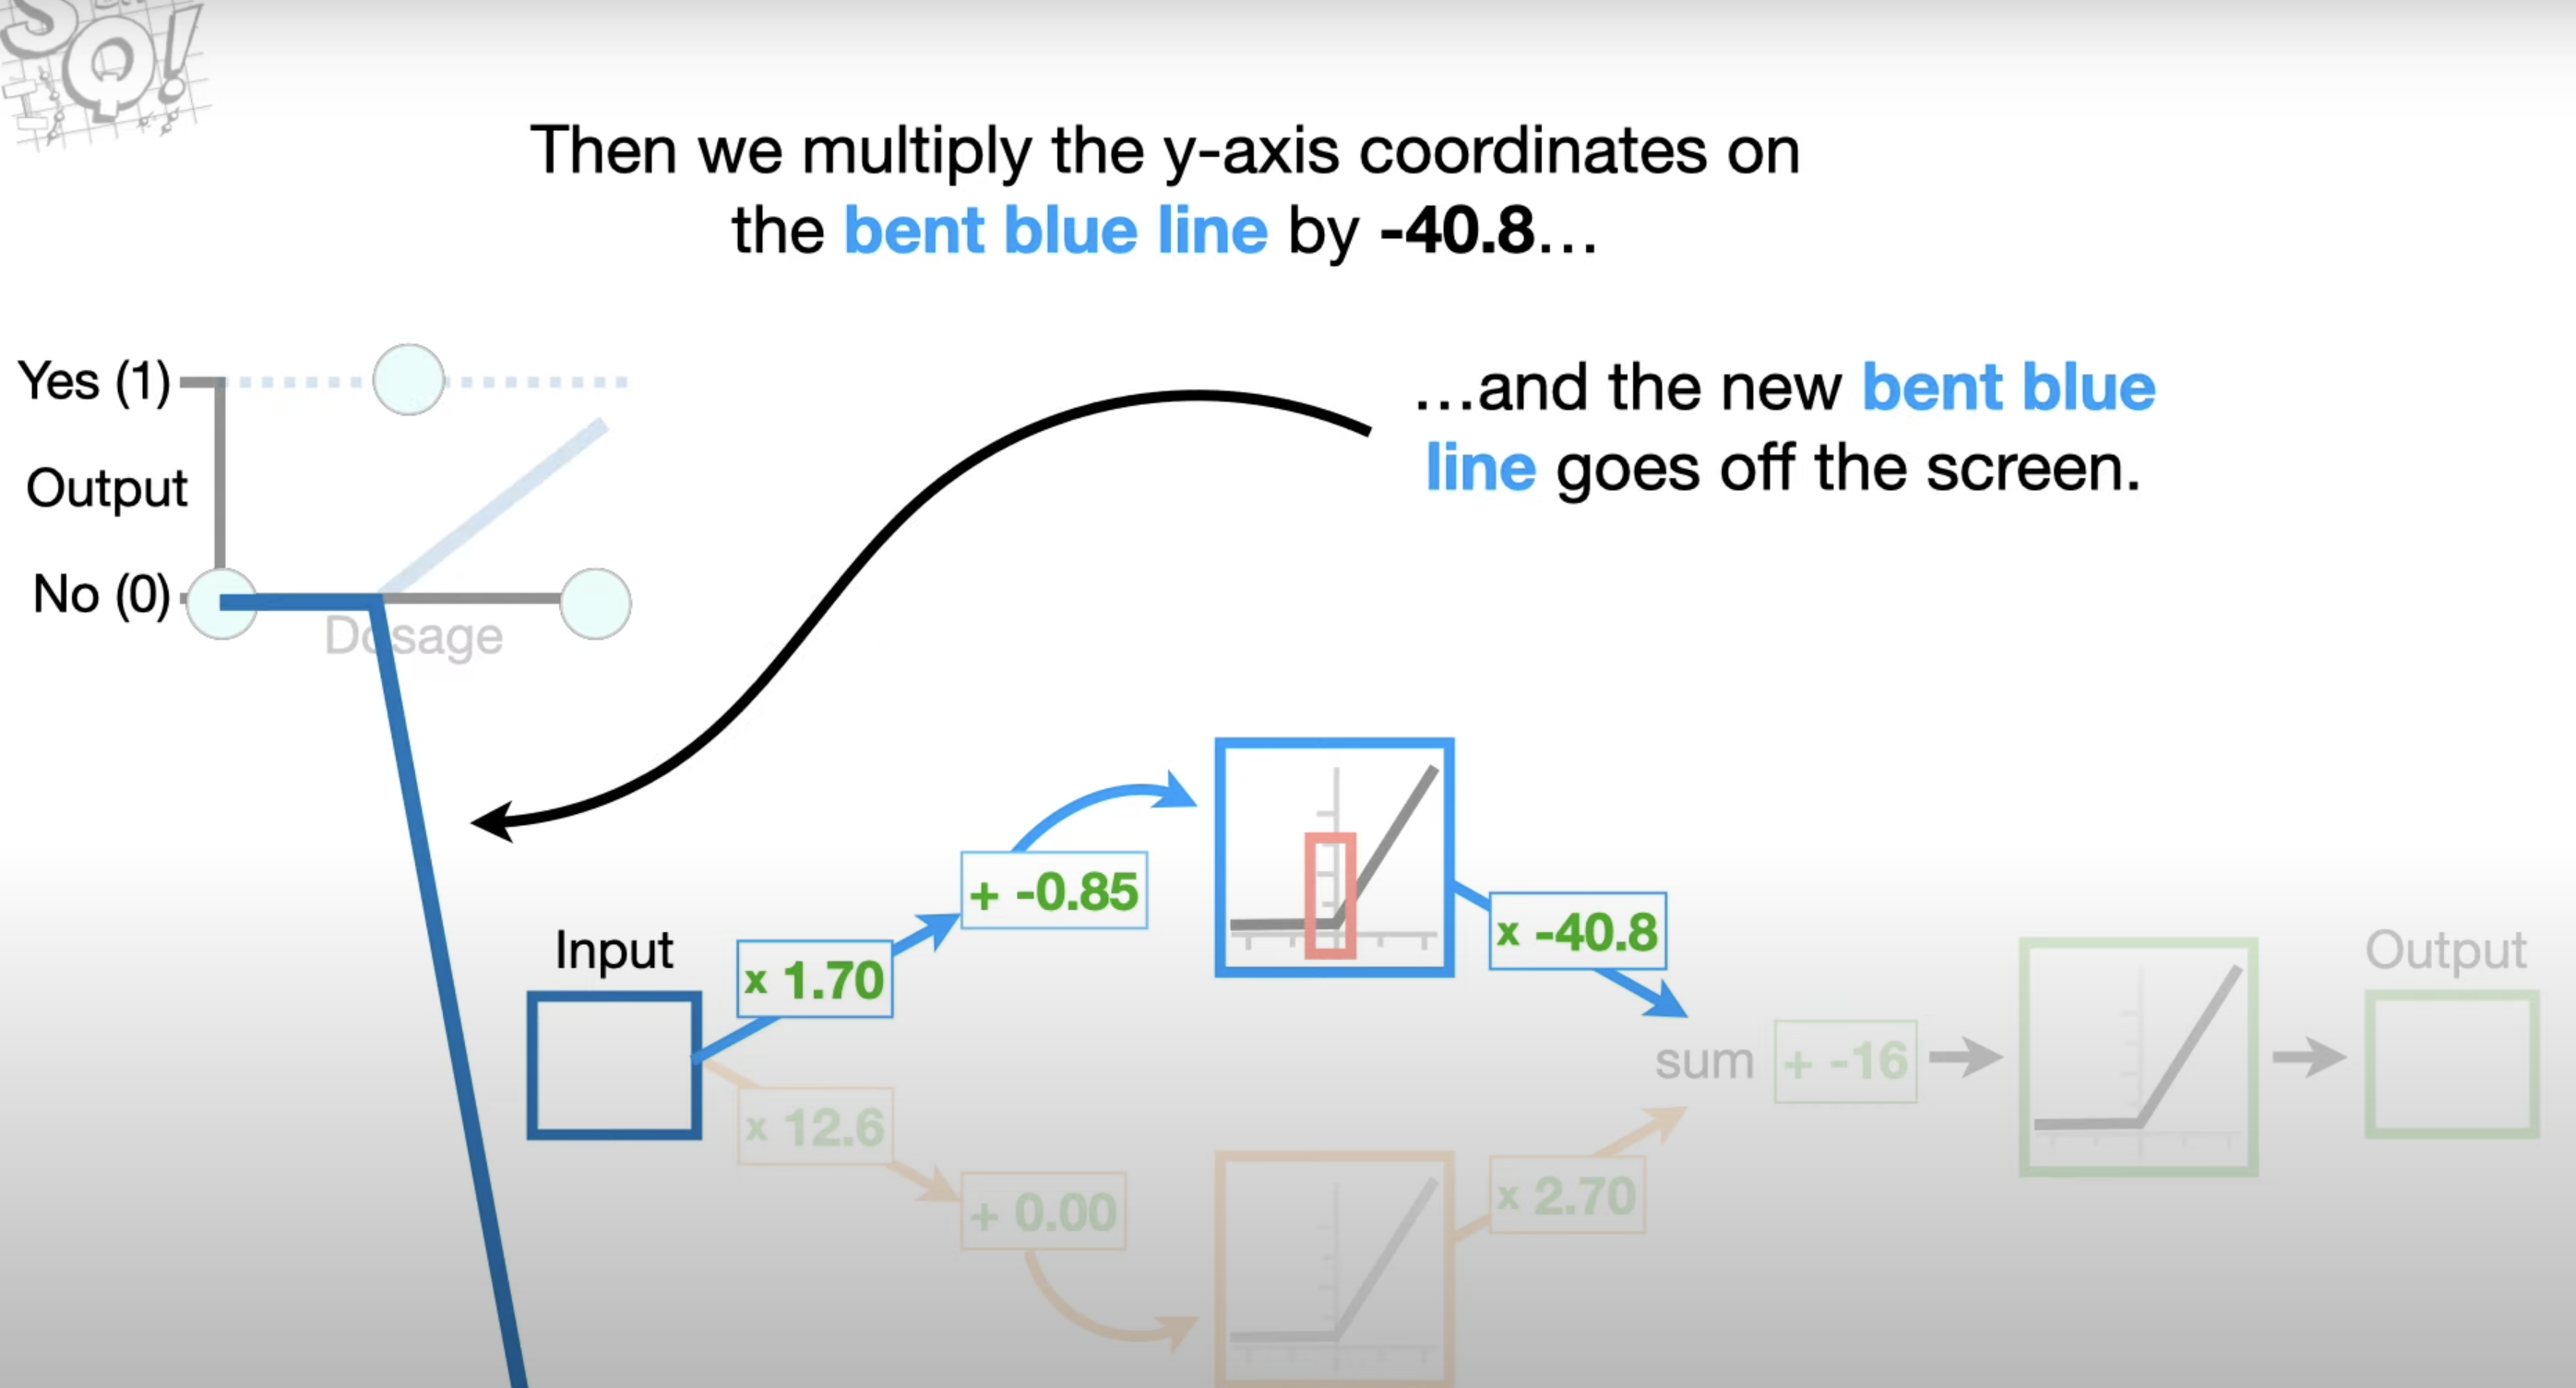 SQ!
Then we multiply the y-axis coordinates on
the bent blue line by -40.8…
Yes (1)
…and the new bent blue
line goes off the screen.
Output
No (0)
Dosage
+ -0.85
Input
x 1.70
x -40.8
Output
sum
+ -16
x 12.6
+ 0.00
x 2.70